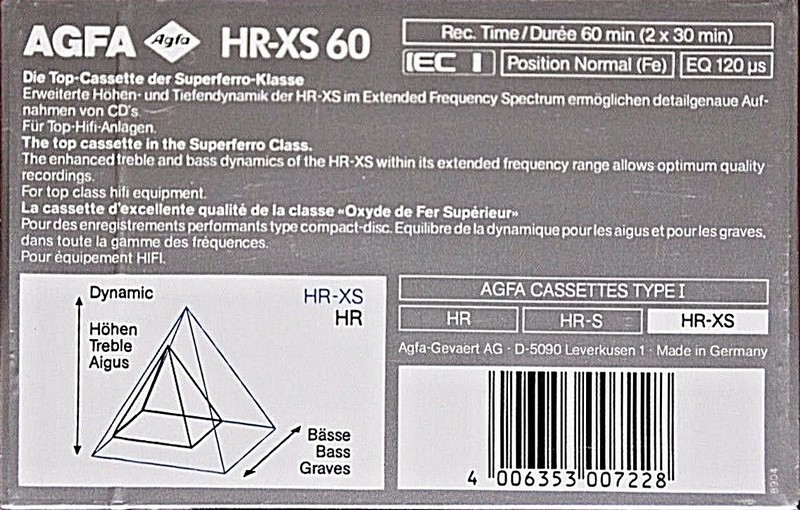 AGFA Agfa HR-XS 60
Rec. Time/Durée 60 min (2 x 30 min)
IEC I Position Normal (Fe) EQ 120 µs
Die Top-Cassette der Superferro-Klasse
Erweiterte Höhen- und Tiefendynamik der HR-XS im Extended Frequency Spectrum ermöglichen detailgenaue Auf-
nahmen von CD's.
Für Top-Hifi-Anlagen.
The top cassette in the Superferro Class.
The enhanced treble and bass dynamics of the HR-XS within its extended frequency range allows optimum quality
recordings.
For top class hifi equipment.
La cassette d'excellente qualité de la classe «Oxyde de Fer Supérieur»
Pour des enregistrements performants type compact-disc. Equilibre de la dynamique pour les aigus et pour les graves,
dans toute la gamme des fréquences.
Pour équipement HIFI.
Dynamic
HR-XS
HR
Höhen
Treble
Aigus
Bässe
Bass
Graves
AGFA CASSETTES TYPE I
HR HR-S HR-XS
Agfa-Gevaert AG · D-5090 Leverkusen 1 · Made in Germany
4 006353 007228
8904